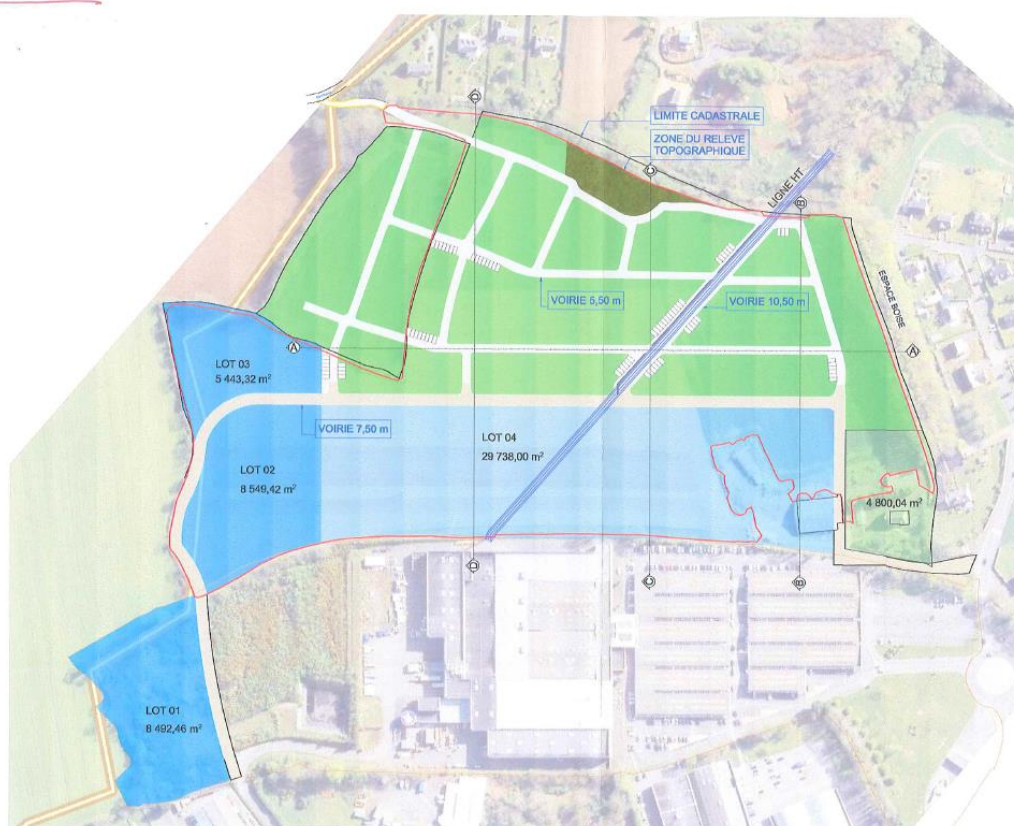 LIMITE CADASTRALE
ZONE DU RELEVE
TOPOGRAPHIQUE
D
C
B
LIGNE HT
ESPACE BOISE
VOIRIE 5,50 m
VOIRIE 10,50 m
A
A
LOT 03
5 443,32 m²
VOIRIE 7,50 m
LOT 04
29 738,00 m²
LOT 02
8 549,42 m²
4 800,04 m²
D
C
B
LOT 01
8 492,46 m²